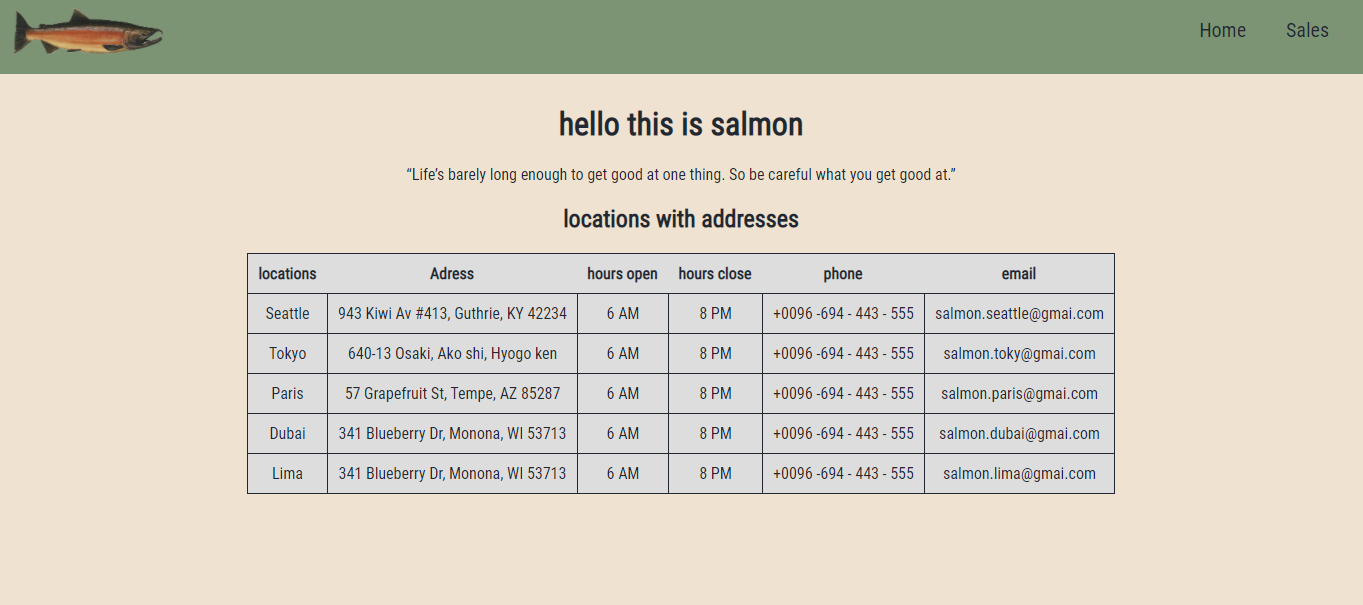 Home Sales
hello this is salmon
“Life’s barely long enough to get good at one thing. So be careful what you get good at.”
locations with addresses
locations Adress hours open hours close phone email
Seattle 943 Kiwi Av #413, Guthrie, KY 42234 6 AM 8 PM +0096 -694 - 443 - 555 salmon.seattle@gmai.com
Tokyo 640-13 Osaki, Ako shi, Hyogo ken 6 AM 8 PM +0096 -694 - 443 - 555 salmon.toky@gmai.com
Paris 57 Grapefruit St, Tempe, AZ 85287 6 AM 8 PM +0096 -694 - 443 - 555 salmon.paris@gmai.com
Dubai 341 Blueberry Dr, Monona, WI 53713 6 AM 8 PM +0096 -694 - 443 - 555 salmon.dubai@gmai.com
Lima 341 Blueberry Dr, Monona, WI 53713 6 AM 8 PM +0096 -694 - 443 - 555 salmon.lima@gmai.com